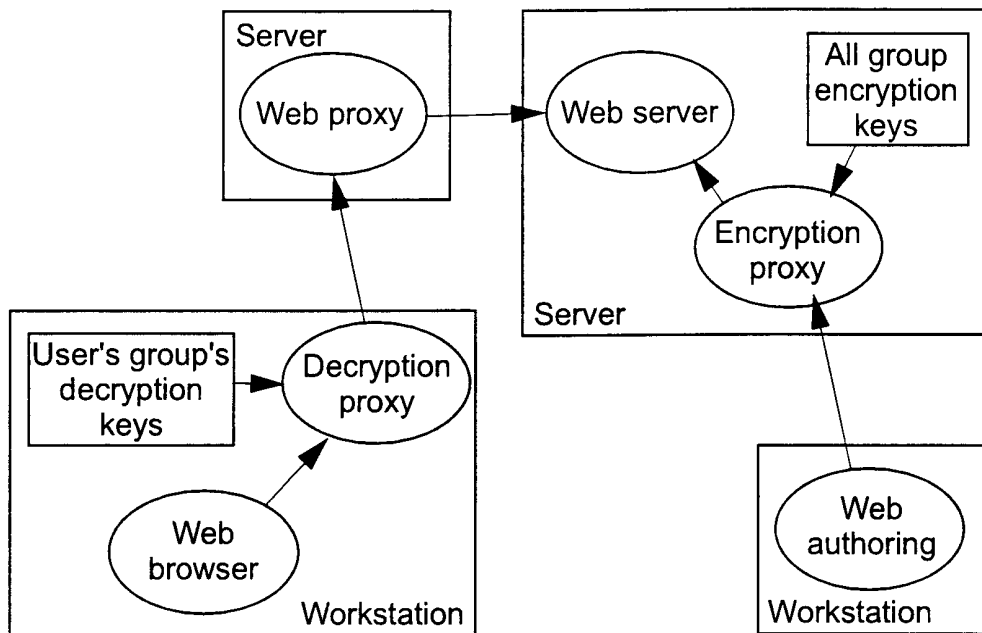 Server
Web proxy
Web server
All group
encryption
keys
Encryption
proxy
Server
User's group's
decryption
keys
Decryption
proxy
Web
browser
Workstation
Web
authoring
Workstation